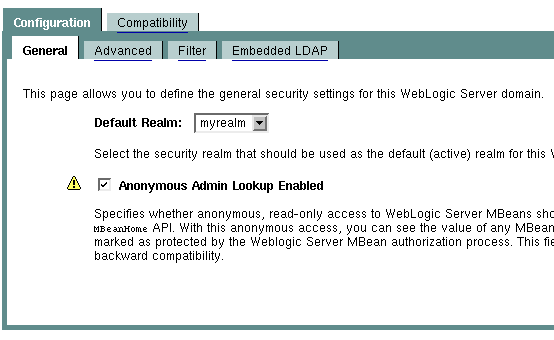 Configuration Compatibility
General Advanced Filter Embedded LDAP
This page allows you to define the general security settings for this WebLogic Server domain.
Default Realm: myrealm
Select the security realm that should be used as the default (active) realm for this
Anonymous Admin Lookup Enabled
Specifies whether anonymous, read-only access to WebLogic Server MBeans sho
MBeanHome API. With this anonymous access, you can see the value of any MBean
marked as protected by the Weblogic Server MBean authorization process. This fie
backward compatibility.